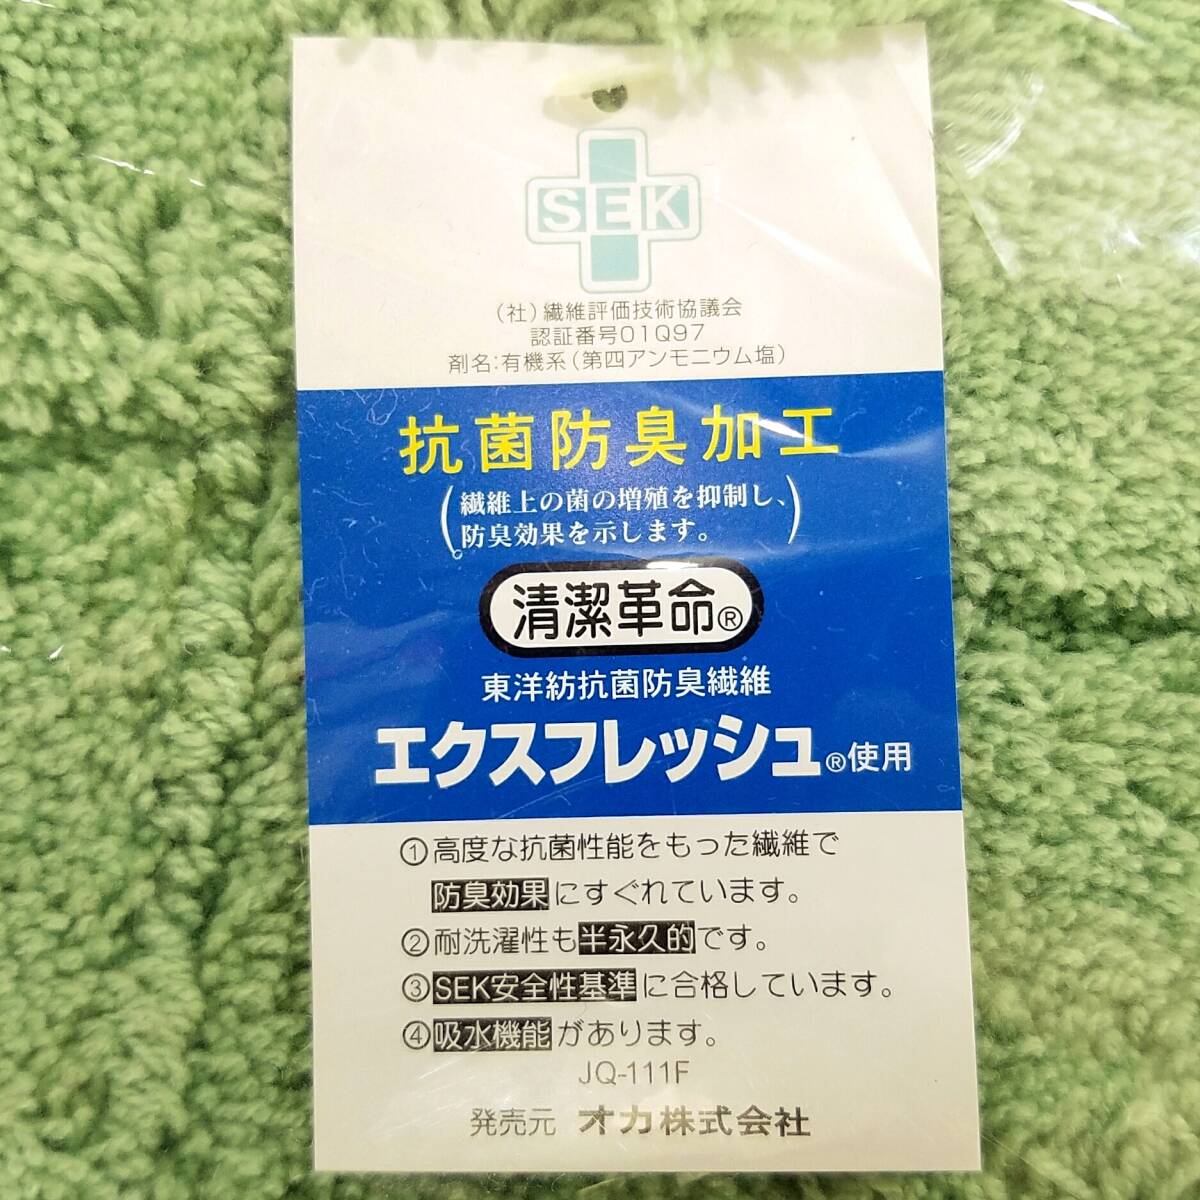 SEK
(社)繊維評価技術協議会
認証番号01Q97
剤名:有機系(第四アンモニウム塩)
抗菌防臭加工
(繊維上の菌の増殖を抑制し、
防臭効果を示します。)
清潔革命®
東洋紡抗菌防臭繊維
エクスフレッシュ®使用
①高度な抗菌性能をもった繊維で
防臭効果にすぐれています。
②耐洗濯性も半永久的です。
③SEK安全性基準に合格しています。
④吸水機能があります。
JQ-111F
発売元 オカ株式会社